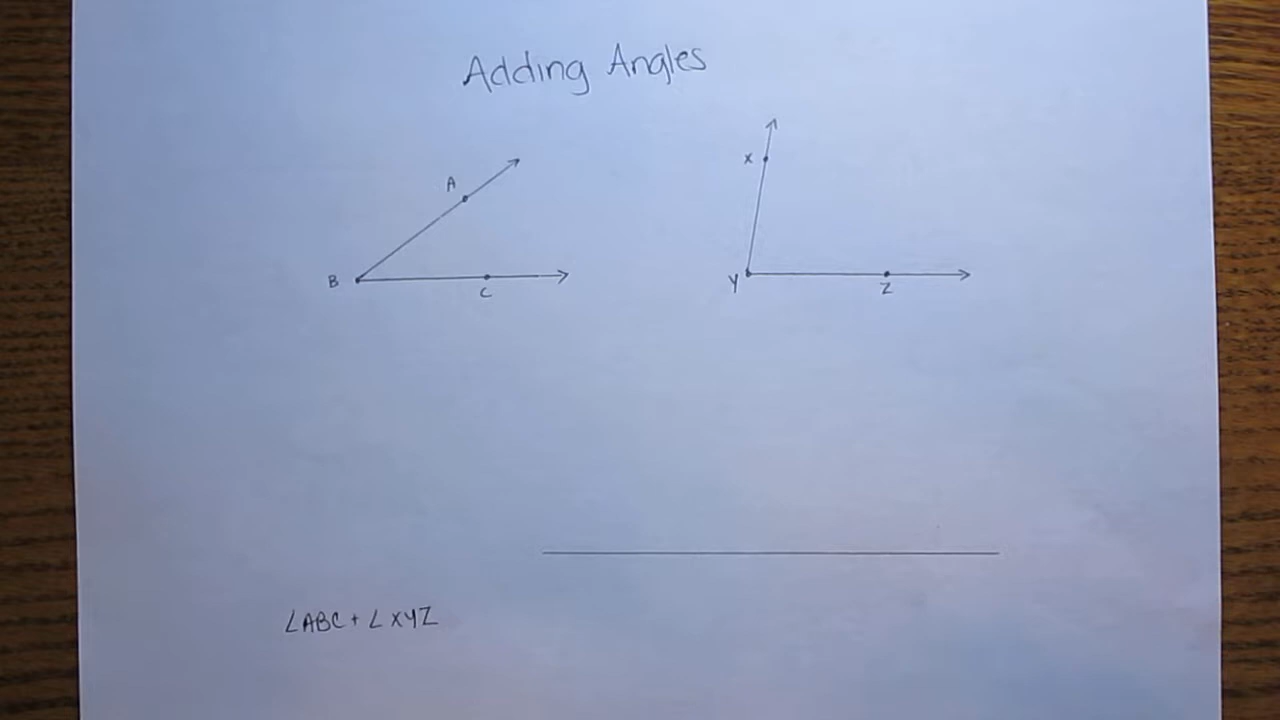 Adding Angles
A
B
C
X
Y
Z
∠ABC + ∠XYZ